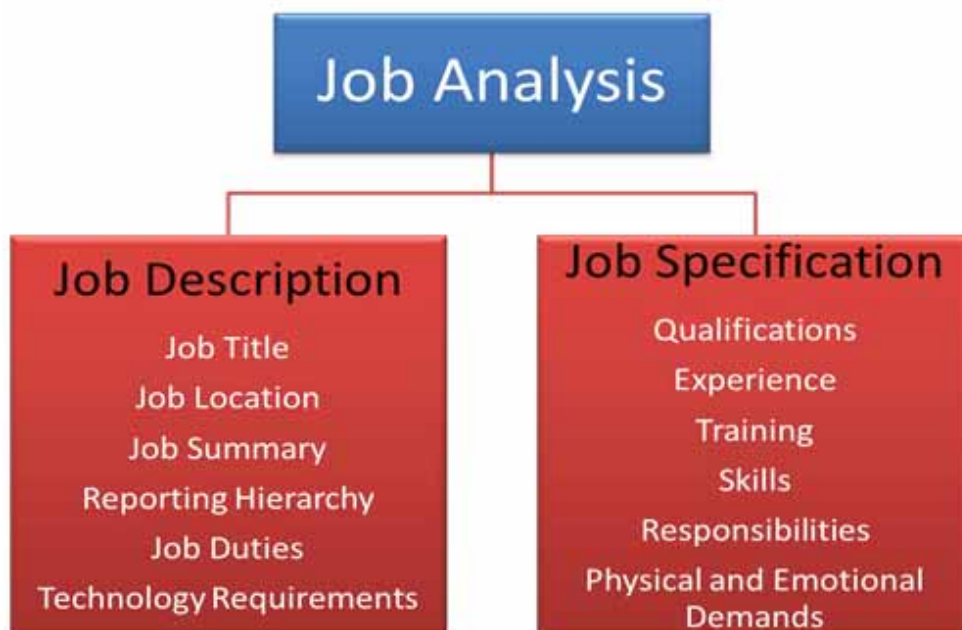 Job Analysis
Job Description
Job Title
Job Location
Job Summary
Reporting Hierarchy
Job Duties
Technology Requirements
Job Specification
Qualifications
Experience
Training
Skills
Responsibilities
Physical and Emotional
Demands